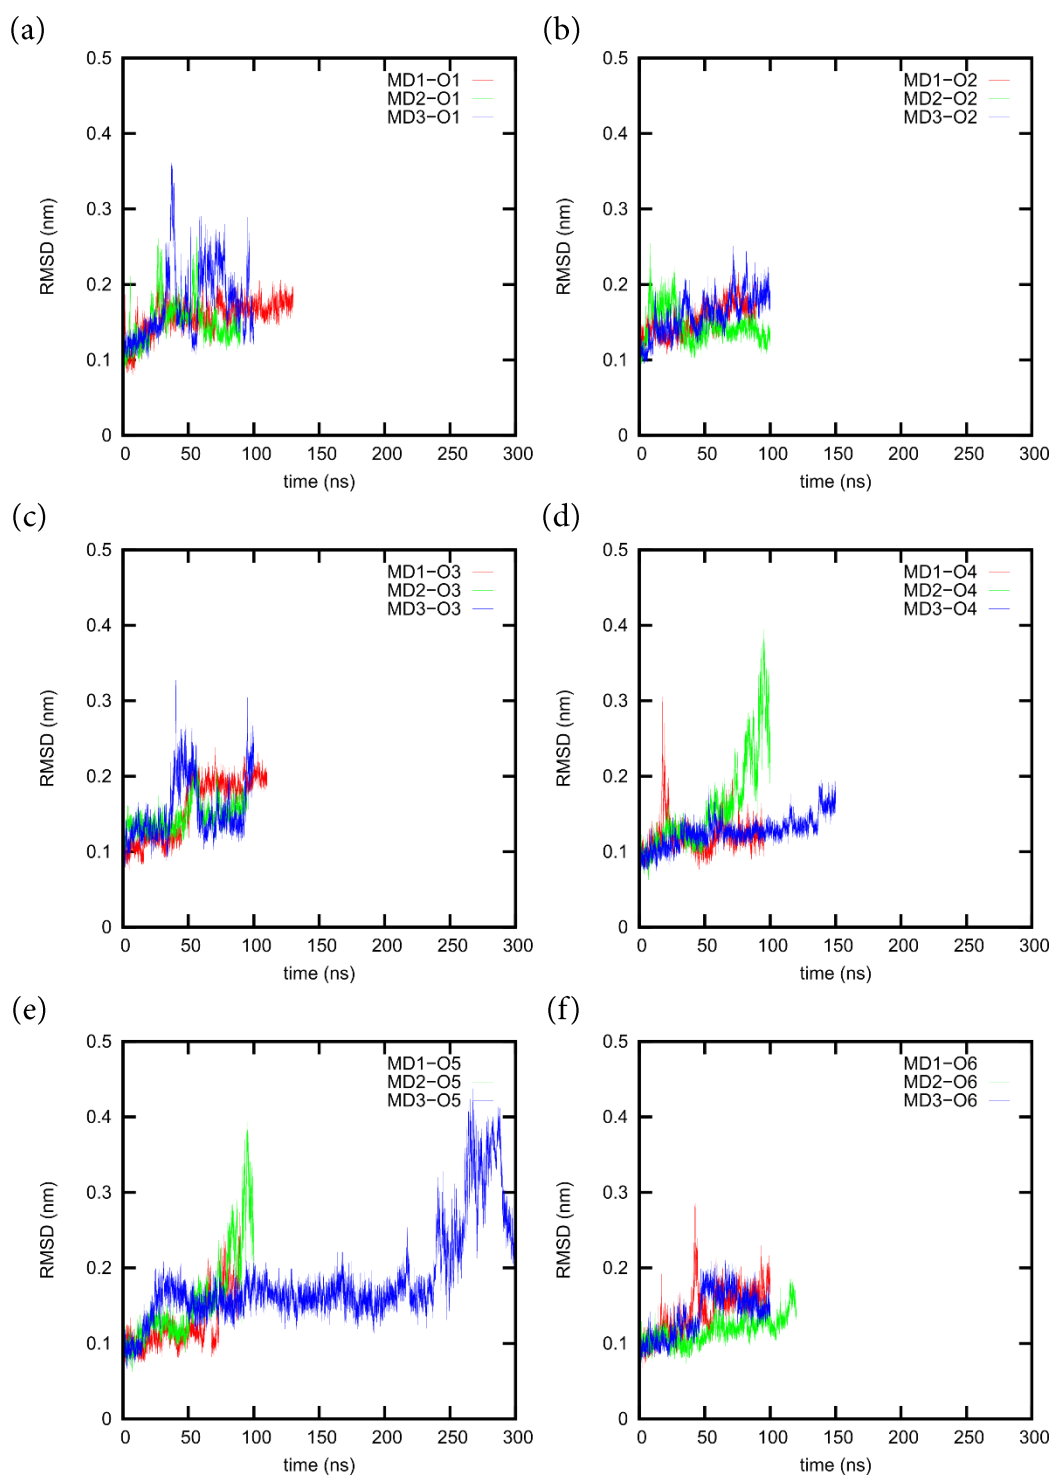 (a)
0.5
0.4
0.3
0.2
0.1
0
RMSD (nm)
MD1−O1
MD2−O1
MD3−O1
0 50 100 150 200 250 300
time (ns)
(b)
0.5
0.4
0.3
0.2
0.1
0
RMSD (nm)
MD1−O2
MD2−O2
MD3−O2
0 50 100 150 200 250 300
time (ns)
(c)
0.5
0.4
0.3
0.2
0.1
0
RMSD (nm)
MD1−O3
MD2−O3
MD3−O3
0 50 100 150 200 250 300
time (ns)
(d)
0.5
0.4
0.3
0.2
0.1
0
RMSD (nm)
MD1−O4
MD2−O4
MD3−O4
0 50 100 150 200 250 300
time (ns)
(e)
0.5
0.4
0.3
0.2
0.1
0
RMSD (nm)
MD1−O5
MD2−O5
MD3−O5
0 50 100 150 200 250 300
time (ns)
(f)
0.5
0.4
0.3
0.2
0.1
0
RMSD (nm)
MD1−O6
MD2−O6
MD3−O6
0 50 100 150 200 250 300
time (ns)